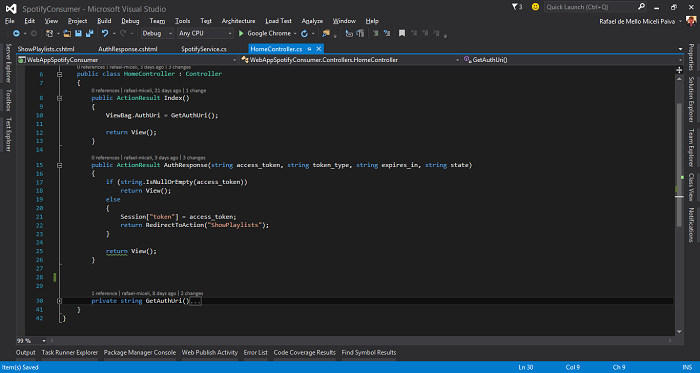 SpotifyConsumer - Microsoft Visual Studio
3
Quick Launch (Ctrl+Q)
File Edit View Project Build Debug Team Tools Test Architecture Load Test Analyze Window Help
Rafael de Mello Miceli Paiva
Debug Any CPU Google Chrome
ShowPlaylists.cshtml AuthResponse.cshtml SpotifyService.cs HomeController.cs
WebAppSpotifyConsumer WebAppSpotifyConsumer.Controllers.HomeController GetAuthUri()
Server Explorer
Toolbox
Test Explorer
0 references | rafael-miceli, 3 days ago | 3 changes
6 public class HomeController : Controller
7 {
0 references | rafael-miceli, 21 days ago | 1 change
8 public ActionResult Index()
9 {
10 ViewBag.AuthUri = GetAuthUri();
11
12 return View();
13 }
14
0 references | rafael-miceli, 3 days ago | 3 changes
15 public ActionResult AuthResponse(string access_token, string token_type, string expires_in, string state)
16 {
17 if (string.IsNullOrEmpty(access_token))
18 return View();
19 else
20 {
21 Session["token"] = access_token;
22 return RedirectToAction("ShowPlaylists");
23 }
24
25 return View();
26 }
27
28
29
1 reference | rafael-miceli, 8 days ago | 2 changes
30 private string GetAuthUri()...
41 }
42 }
Properties
Solution Explorer
Team Explorer
Class View
Notifications
99 %
Output Task Runner Explorer Package Manager Console Web Publish Activity Error List Code Coverage Results Find Symbol Results
Item(s) Saved Ln 30 Col 9 Ch 9 INS